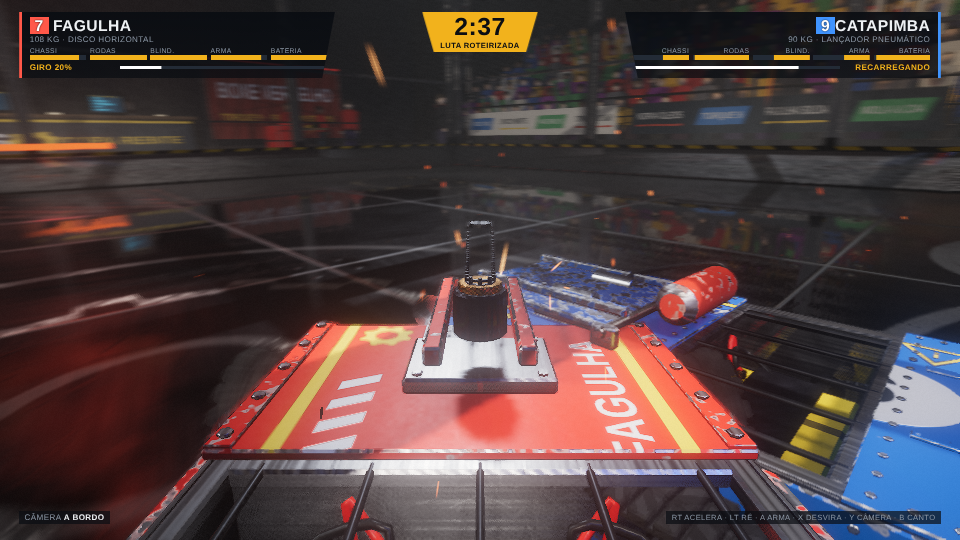 7 FAGULHA
108 KG · DISCO HORIZONTAL
CHASSI RODAS BLIND. ARMA BATERIA
GIRO 20%
2:37
LUTA ROTEIRIZADA
9 CATAPIMBA
90 KG · LANÇADOR PNEUMÁTICO
CHASSI RODAS BLIND. ARMA BATERIA
RECARREGANDO
FAGULHA
CÂMERA A BORDO
RT ACELERA · LT RÉ · A ARMA · X DESVIRA · Y CÂMERA · B CANTO